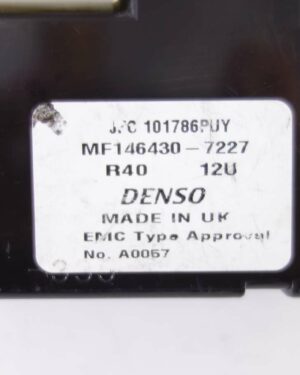 JFC 101786PUY
MF146430-7227
R40 12U
DENSO
MADE IN UK
EMC Type Approval
No. A0057